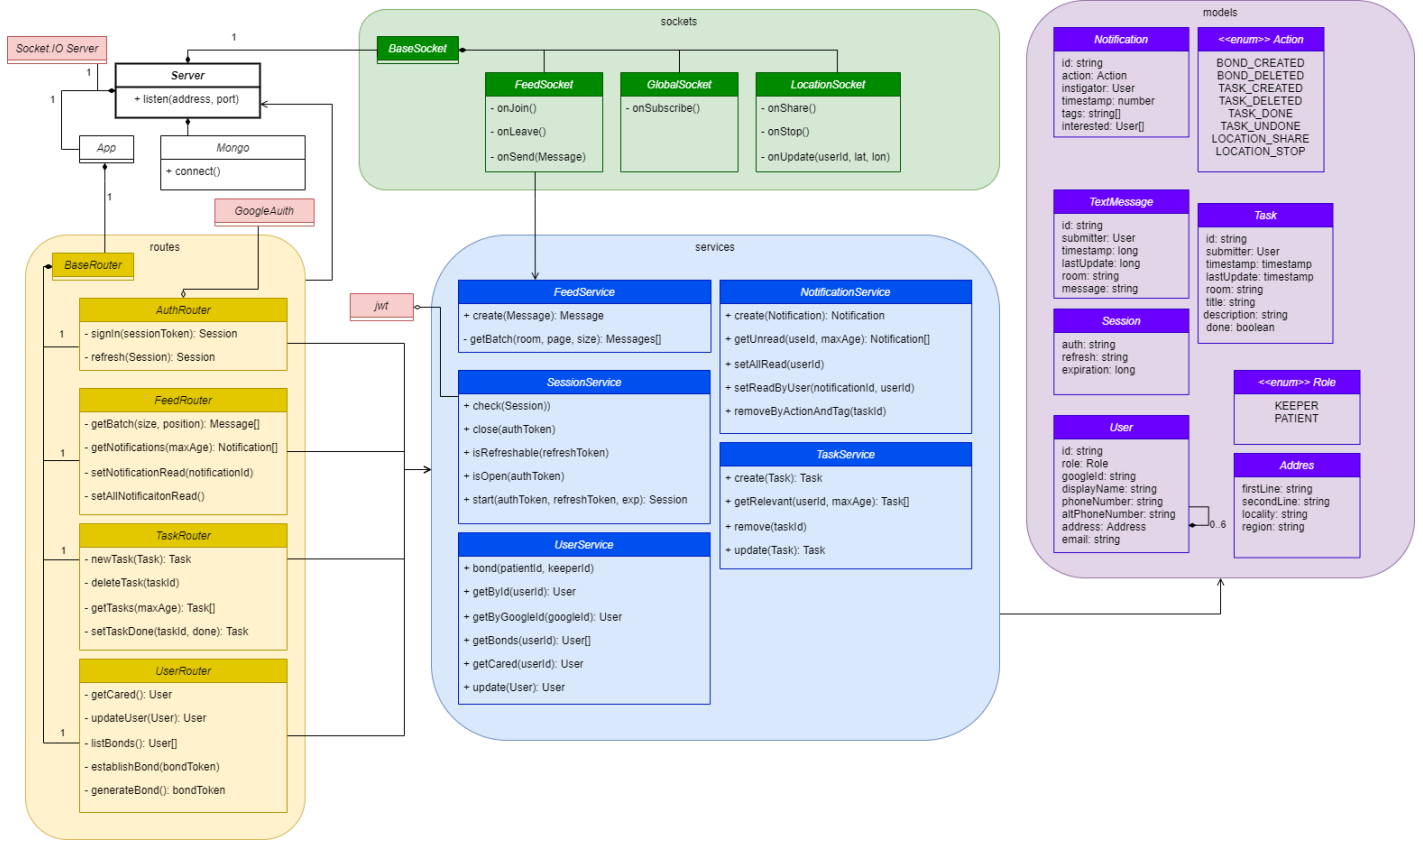 Socket.IO Server
1
1
Server
+ listen(address, port)
App
1
Mongo
+ connect()
GoogleAuith
1
sockets
BaseSocket
FeedSocket
- onJoin()
- onLeave()
- onSend(Message)
GlobalSocket
- onSubscribe()
LocationSocket
- onShare()
- onStop()
- onUpdate(userId, lat, lon)
routes
BaseRouter
1
AuthRouter
- signIn(sessionToken): Session
- refresh(Session): Session
1
FeedRouter
- getBatch(size, position): Message[]
- getNotifications(maxAge): Notification[]
- setNotificationRead(notificationId)
- setAllNotificaitonRead()
1
TaskRouter
- newTask(Task): Task
- deleteTask(taskId)
- getTasks(maxAge): Task[]
- setTaskDone(taskId, done): Task
1
UserRouter
- getCared(): User
- updateUser(User): User
- listBonds(): User[]
- establishBond(bondToken)
- generateBond(): bondToken
jwt
services
FeedService
+ create(Message): Message
- getBatch(room, page, size): Messages[]
SessionService
+ check(Session))
+ close(authToken)
+ isRefreshable(refreshToken)
+ isOpen(authToken)
+ start(authToken, refreshToken, exp): Session
UserService
+ bond(patientId, keeperId)
+ getById(userId): User
+ getByGoogleId(googleId): User
+ getBonds(userId): User[]
+ getCared(userId): User
+ update(User): User
NotificationService
+ create(Notification): Notification
+ getUnread(useId, maxAge): Notification[]
+ setAllRead(userId)
+ setReadByUser(notificationId, userId)
+ removeByActionAndTag(taskId)
TaskService
+ create(Task): Task
+ getRelevant(userId, maxAge): Task[]
+ remove(taskId)
+ update(Task): Task
models
Notification
id: string
action: Action
instigator: User
timestamp: number
tags: string[]
interested: User[]
<<enum>> Action
BOND_CREATED
BOND_DELETED
TASK_CREATED
TASK_DELETED
TASK_DONE
TASK_UNDONE
LOCATION_SHARE
LOCATION_STOP
TextMessage
id: string
submitter: User
timestamp: long
lastUpdate: long
room: string
message: string
Task
id: string
submitter: User
timestamp: timestamp
lastUpdate: timestamp
room: string
title: string
description: string
done: boolean
Session
auth: string
refresh: string
expiration: long
<<enum>> Role
KEEPER
PATIENT
User
id: string
role: Role
googleId: string
displayName: string
phoneNumber: string
altPhoneNumber: string
address: Address
email: string
0..6
Addres
firstLine: string
secondLine: string
locality: string
region: string